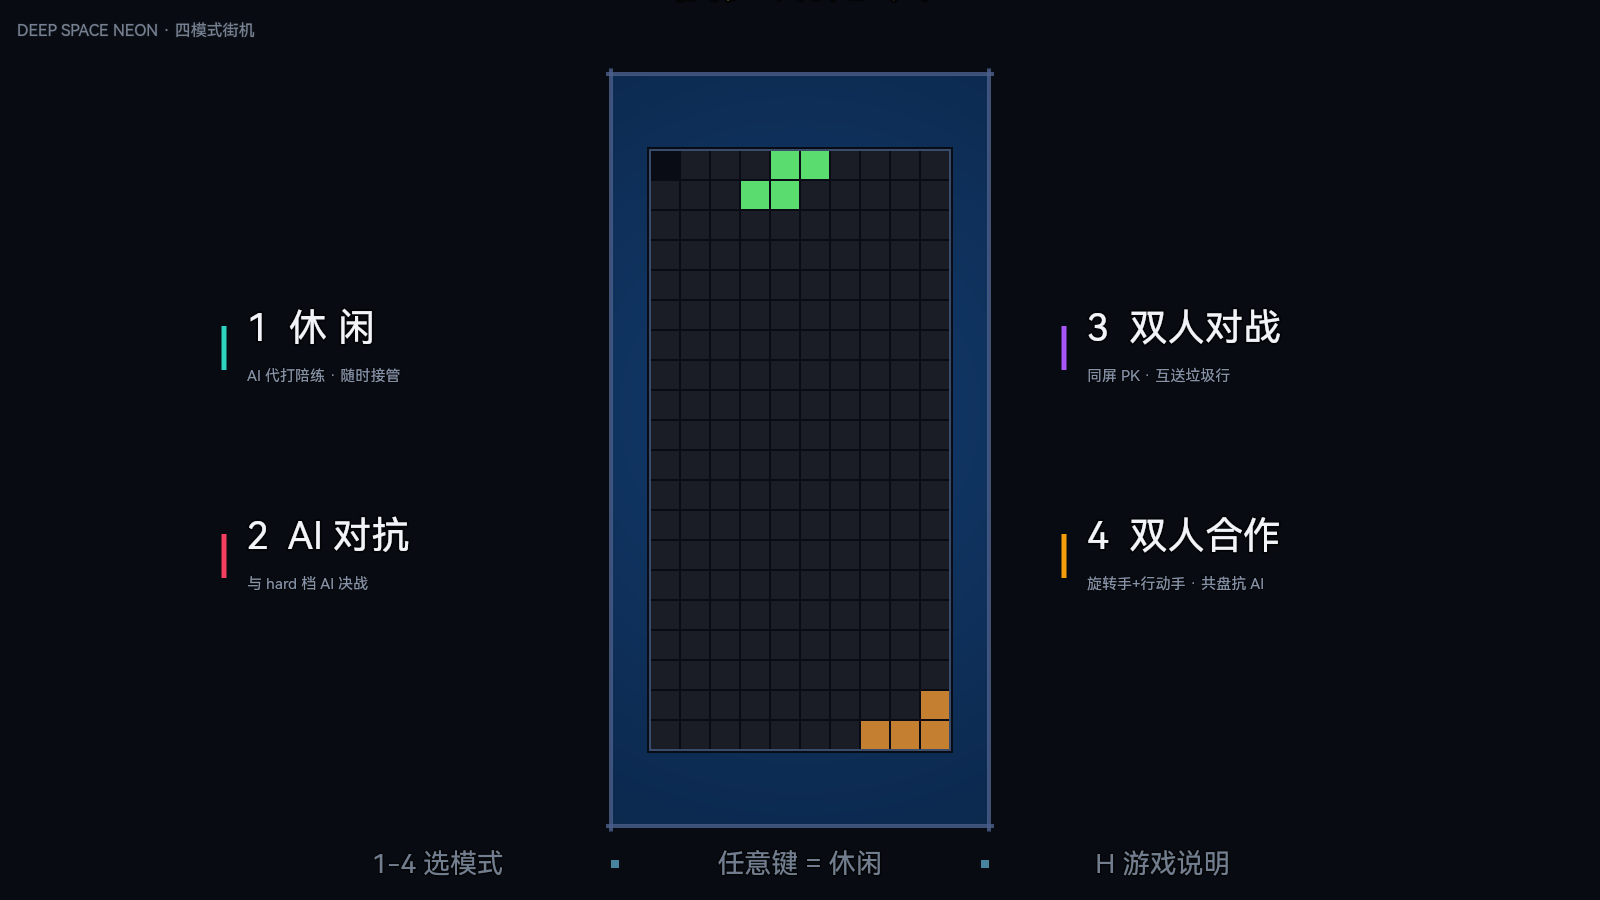 DEEP SPACE NEON · 四模式街机
1 休 闲
AI 代打陪练 · 随时接管
2 AI 对抗
与 hard 档 AI 决战
3 双人对战
同屏 PK · 互送垃圾行
4 双人合作
旋转手+行动手 · 共盘抗 AI
1-4 选模式
任意键 = 休闲
H 游戏说明